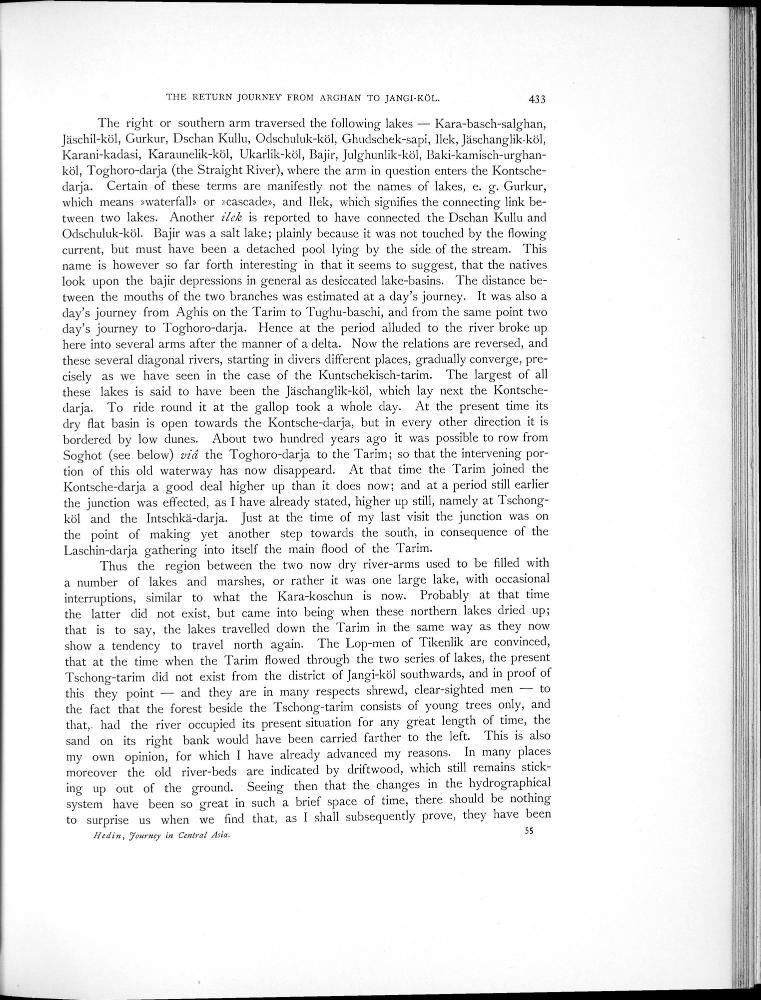 THE RETURN JOURNEY FROM ARGHAN TO JANGI-KÖL. 433
The right or southern arm traversed the following lakes — Kara-basch-salghan,
Jäschil-köl, Gurkur, Dschan Kullu, Odschuluk-köl, Ghudschek-sapi, Ilek, Jäschanglik-köl,
Karani-kadasi, Karaunelik-köl, Ukarlik-köl, Bajir, Julghunlik-köl, Baki-kamisch-urghan-
köl, Toghoro-darja (the Straight River), where the arm in question enters the Kontsche-
darja. Certain of these terms are manifestly not the names of lakes, e. g. Gurkur,
which means »waterfall» or »cascade», and Ilek, which signifies the connecting link be-
tween two lakes. Another ilek is reported to have connected the Dschan Kullu and
Odschuluk-köl. Bajir was a salt lake; plainly because it was not touched by the flowing
current, but must have been a detached pool lying by the side of the stream. This
name is however so far forth interesting in that it seems to suggest, that the natives
look upon the bajir depressions in general as desiccated lake-basins. The distance be-
tween the mouths of the two branches was estimated at a day's journey. It was also a
day's journey from Aghis on the Tarim to Tughu-baschi, and from the same point two
day's journey to Toghoro-darja. Hence at the period alluded to the river broke up
here into several arms after the manner of a delta. Now the relations are reversed, and
these several diagonal rivers, starting in divers different places, gradually converge, pre-
cisely as we have seen in the case of the Kuntschekisch-tarim. The largest of all
these lakes is said to have been the Jäschanglik-köl, which lay next the Kontsche-
darja. To ride round it at the gallop took a whole day. At the present time its
dry flat basin is open towards the Kontsche-darja, but in every other direction it is
bordered by low dunes. About two hundred years ago it was possible to row from
Soghot (see below) viâ the Toghoro-darja to the Tarim; so that the intervening por-
tion of this old waterway has now disappeard. At that time the Tarim joined the
Kontsche-darja a good deal higher up than it does now; and at a period still earlier
the junction was effected, as I have already stated, higher up still, namely at Tschong-
köl and the Intschkä-darja. Just at the time of my last visit the junction was on
the point of making yet another step towards the south, in consequence of the
Laschin-darja gathering into itself the main flood of the Tarim.
Thus the region between the two now dry river-arms used to be filled with
a number of lakes and marshes, or rather it was one large lake, with occasional
interruptions, similar to what the Kara-koschun is now. Probably at that time
the latter did not exist, but came into being when these northern lakes dried up;
that is to say, the lakes travelled down the Tarim in the same way as they now
show a tendency to travel north again. The Lop-men of Tikenlik are convinced,
that at the time when the Tarim flowed through the two series of lakes, the present
Tschong-tarim did not exist from the district of Jangi-köl southwards, and in proof of
this they point — and they are in many respects shrewd, clear-sighted men — to
the fact that the forest beside the Tschong-tarim consists of young trees only, and
that, had the river occupied its present situation for any great length of time, the
sand on its right bank would have been carried farther to the left. This is also
my own opinion, for which I have already advanced my reasons. In many places
moreover the old river-beds are indicated by driftwood, which still remains stick-
ing up out of the ground. Seeing then that the changes in the hydrographical
system have been so great in such a brief space of time, there should be nothing
to surprise us when we find that, as I shall subsequently prove, they have been
Hedin, Journey in Central Asia. 55